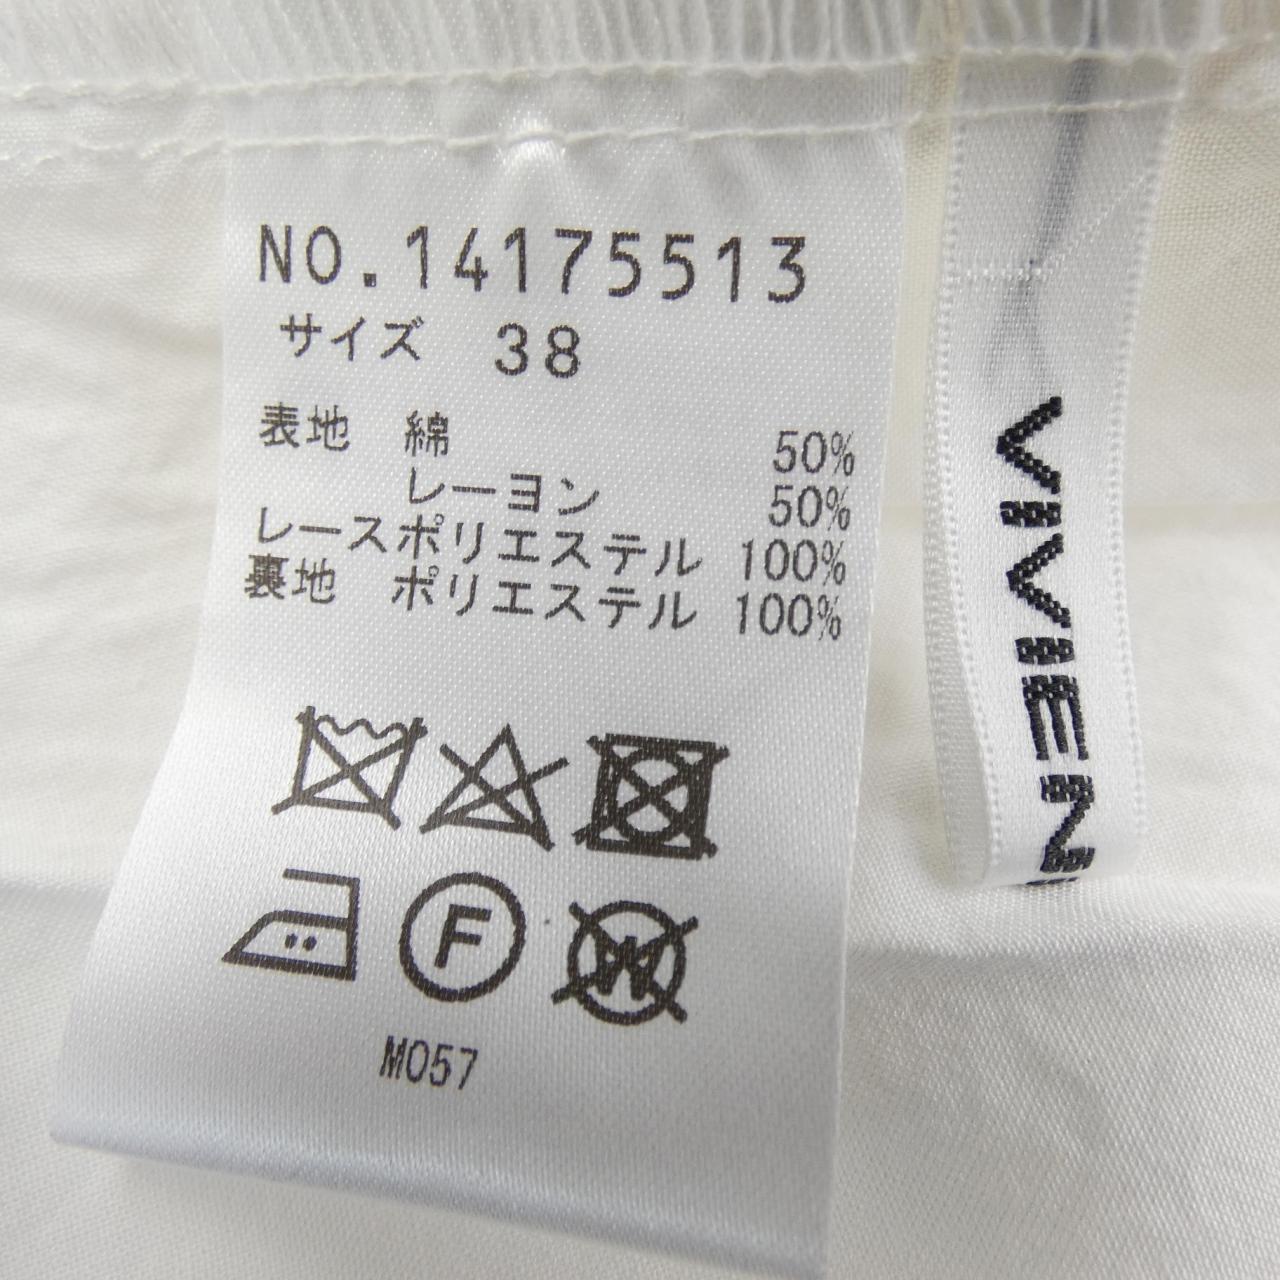 NO.14175513
サイズ 38
表地 綿 50%
レーヨン 50%
レースポリエステル 100%
裏地 ポリエステル 100%
F
W
M057
VIVIEN